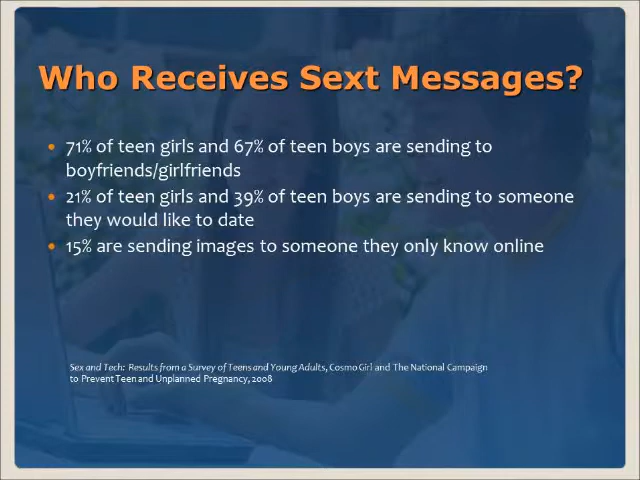 Who Receives Sext Messages?
• 71% of teen girls and 67% of teen boys are sending to
boyfriends/girlfriends
• 21% of teen girls and 39% of teen boys are sending to someone
they would like to date
• 15% are sending images to someone they only know online
Sex and Tech: Results from a Survey of Teens and Young Adults, Cosmo Girl and The National Campaign
to Prevent Teen and Unplanned Pregnancy, 2008